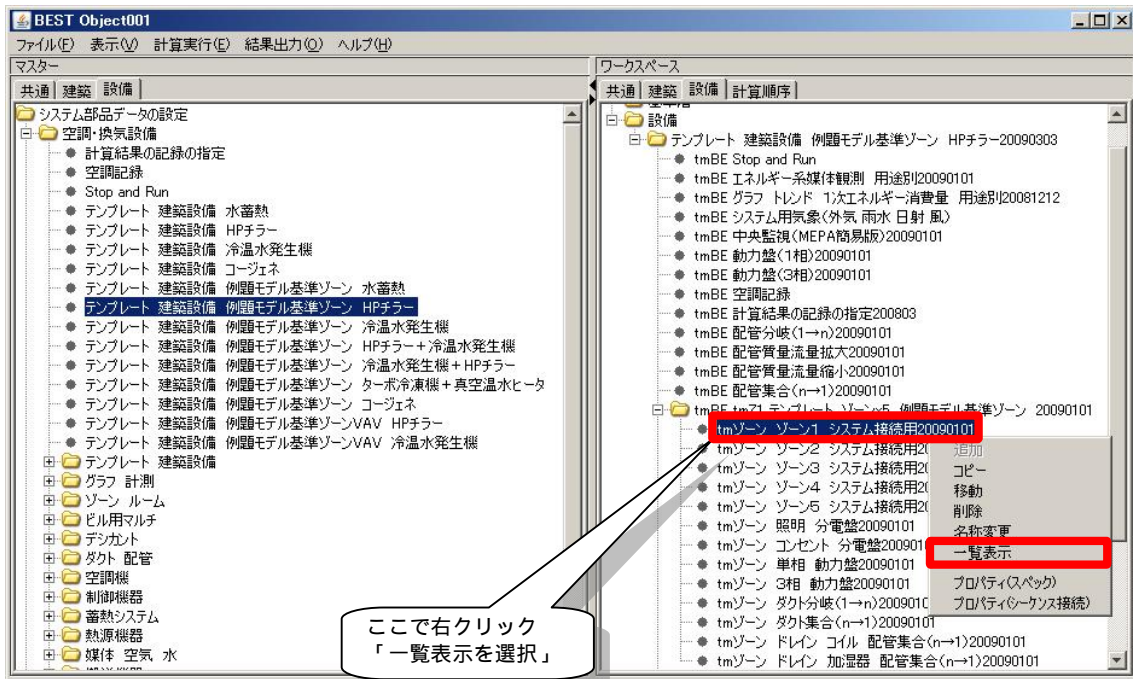 BEST Object001
ファイル(F) 表示(V) 計算実行(E) 結果出力(O) ヘルプ(H)
マスター
共通 建築 設備
システム部品データの設定
空調・換気設備
計算結果の記録の指定
空調記録
Stop and Run
テンプレート 建築設備 水蓄熱
テンプレート 建築設備 HPチラー
テンプレート 建築設備 冷温水発生機
テンプレート 建築設備 コージェネ
テンプレート 建築設備 例題モデル基準ゾーン 水蓄熱
テンプレート 建築設備 例題モデル基準ゾーン HPチラー
テンプレート 建築設備 例題モデル基準ゾーン 冷温水発生機
テンプレート 建築設備 例題モデル基準ゾーン HPチラー+冷温水発生機
テンプレート 建築設備 例題モデル基準ゾーン 冷温水発生機+HPチラー
テンプレート 建築設備 例題モデル基準ゾーン ターボ冷凍機+真空温水ヒータ
テンプレート 建築設備 例題モデル基準ゾーン コージェネ
テンプレート 建築設備 例題モデル基準ゾーンVAV HPチラー
テンプレート 建築設備 例題モデル基準ゾーンVAV 冷温水発生機
テンプレート 建築設備
グラフ 計測
ゾーン ルーム
ビル用マルチ
デシカント
ダクト 配管
空調機
制御機器
蓄熱システム
熱源機器
媒体 空気 水
ワークスペース
共通 建築 設備 計算順序
設備
テンプレート 建築設備 例題モデル基準ゾーン HPチラー20090303
tmBE Stop and Run
tmBE エネルギー系媒体観測 用途別20090101
tmBE グラフ トレンド 1次エネルギー消費量 用途別20081212
tmBE システム用気象(外気 雨水 日射 風)
tmBE 中央監視(MEPA簡易版)20090101
tmBE 動力盤(1相)20090101
tmBE 動力盤(3相)20090101
tmBE 空調記録
tmBE 計算結果の記録の指定200803
tmBE 配管分岐(1→n)20090101
tmBE 配管質量流量拡大20090101
tmBE 配管質量流量縮小20090101
tmBE 配管集合(n→1)20090101
tmBE tmZ1 テンプレート ゾーンx5 例題モデル基準ゾーン 20090101
tmゾーン ゾーン1 システム接続用20090101
tmゾーン ゾーン2 システム接続用2
tmゾーン ゾーン3 システム接続用2
tmゾーン ゾーン4 システム接続用2
tmゾーン ゾーン5 システム接続用2
tmゾーン 照明 分電盤20090101
tmゾーン コンセント 分電盤200901
tmゾーン 単相 動力盤20090101
tmゾーン 3相 動力盤20090101
tmゾーン ダクト分岐(1→n)2009010
tmゾーン ダクト集合(n→1)20090101
tmゾーン ドレイン コイル 配管集合(n→1)20090101
tmゾーン ドレイン 加湿器 配管集合(n→1)20090101
追加
コピー
移動
削除
名称変更
一覧表示
プロパティ(スペック)
プロパティ(シーケンス接続)
ここで右クリック
「一覧表示を選択」